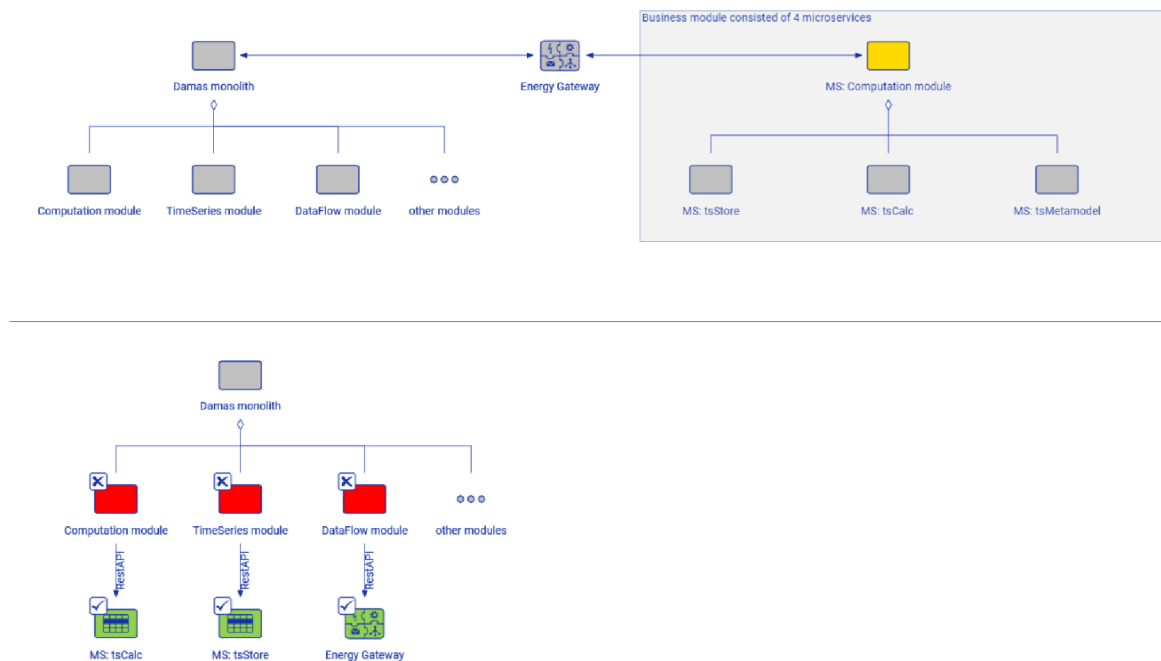 Business module consisted of 4 microservices
Damas monolith
Energy Gateway
MS: Computation module
Computation module
TimeSeries module
DataFlow module
other modules
MS: tsStore
MS: tsCalc
MS: tsMetamodel
Damas monolith
Computation module
TimeSeries module
DataFlow module
other modules
RestAPI
RestAPI
RestAPI
MS: tsCalc
MS: tsStore
Energy Gateway